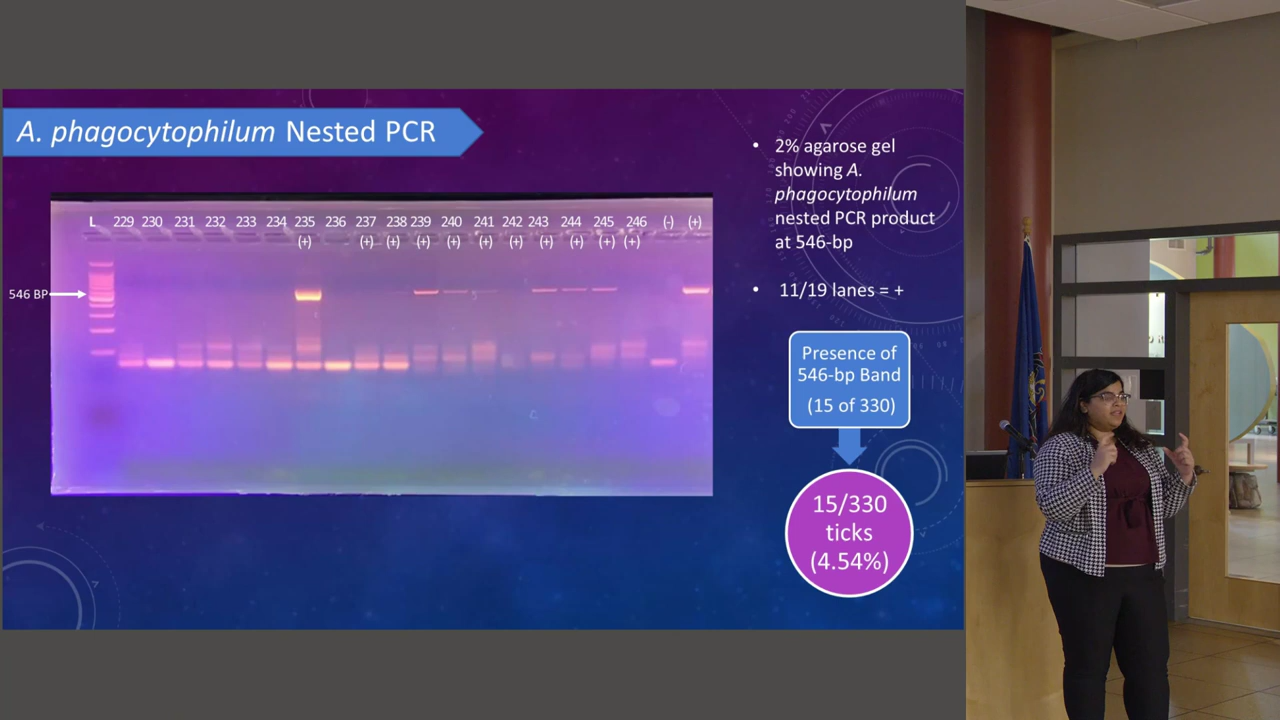 A. phagocytophilum Nested PCR
L 229 230 231 232 233 234 235 236 237 238 239 240 241 242 243 244 245 246 (-) (+)
(+) (+) (+) (+) (+) (+) (+) (+) (+) (+) (+)
546 BP
• 2% agarose gel
showing A.
phagocytophilum
nested PCR product
at 546-bp
• 11/19 lanes = +
Presence of
546-bp Band
(15 of 330)
15/330
ticks
(4.54%)